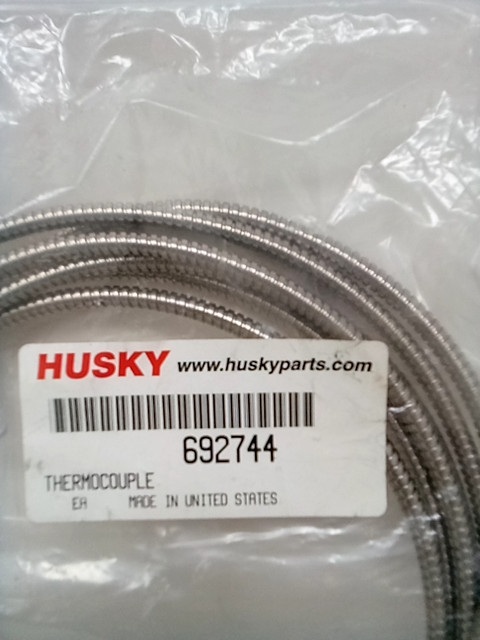 HUSKY www.huskyparts.com
692744
THERMOCOUPLE
EA MADE IN UNITED STATES